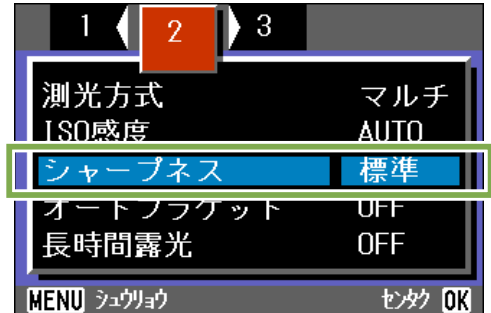 1 2 3
測光方式 マルチ
ISO感度 AUTO
シャープネス 標準
オートブラケット OFF
長時間露光 OFF
MENU シュウリョウ センタク OK